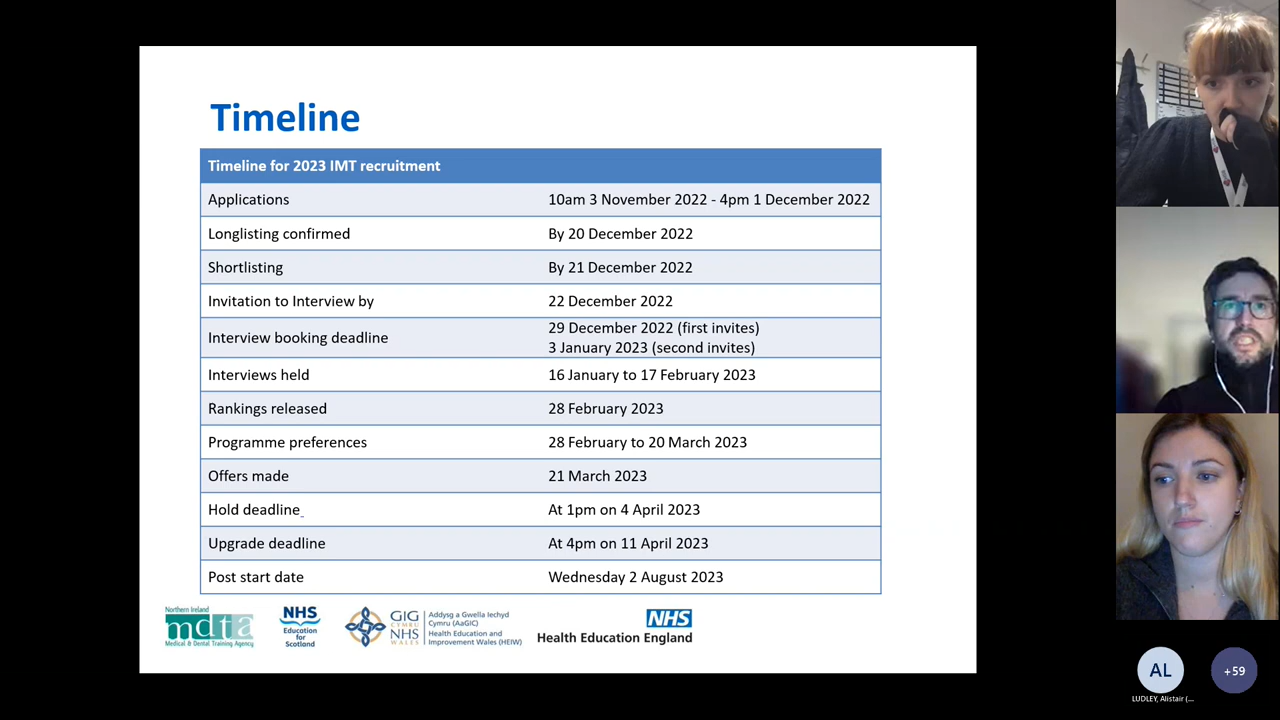 Timeline
Timeline for 2023 IMT recruitment
Applications 10am 3 November 2022 - 4pm 1 December 2022
Longlisting confirmed By 20 December 2022
Shortlisting By 21 December 2022
Invitation to Interview by 22 December 2022
Interview booking deadline 29 December 2022 (first invites)
3 January 2023 (second invites)
Interviews held 16 January to 17 February 2023
Rankings released 28 February 2023
Programme preferences 28 February to 20 March 2023
Offers made 21 March 2023
Hold deadline At 1pm on 4 April 2023
Upgrade deadline At 4pm on 11 April 2023
Post start date Wednesday 2 August 2023
Northern Ireland
mdta
Medical & Dental Training Agency
NHS
Education
for
Scotland
GIG
CYMRU
NHS
WALES
Addysg a Gwella Iechyd
Cymru (AaGIC)
Health Education and
Improvement Wales (HEIW)
NHS
Health Education England
AL
+59
LUDLEY, Alistair (...